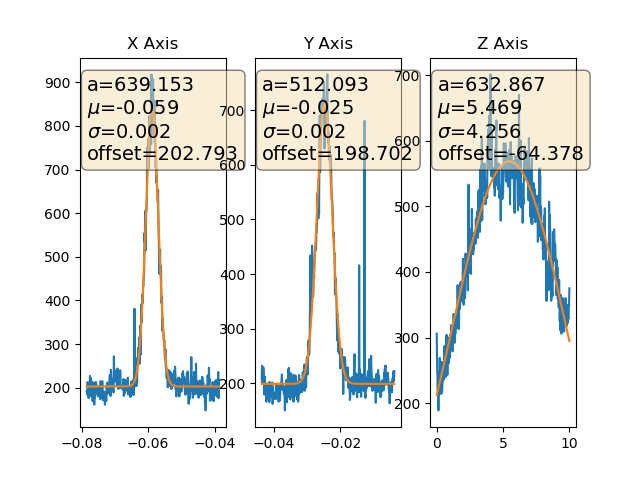 X Axis
Y Axis
Z Axis
a=639.153
μ=-0.059
σ=0.002
offset=202.793
a=512.093
μ=-0.025
σ=0.002
offset=198.702
a=632.867
μ=5.469
σ=4.256
offset=-64.378
900
800
700
600
500
400
300
200
−0.08
−0.06
−0.04
700
600
500
400
300
200
−0.04
−0.02
700
600
500
400
300
200
0
5
10